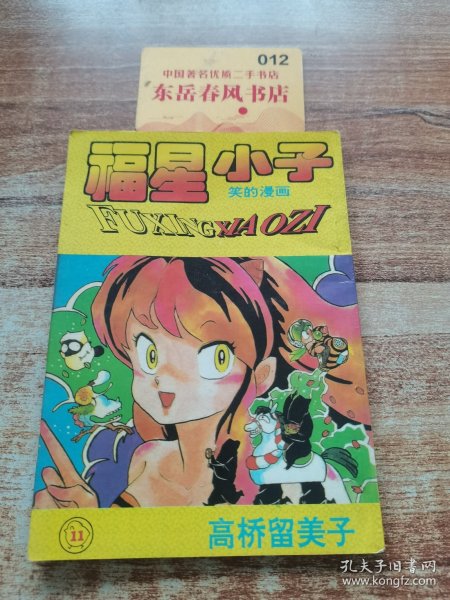 012
中国著名优质二手书店
东岳春风书店
福星小子
笑的漫画
FUXINGXIAOZI
11
高桥留美子
孔夫子旧书网
www.kongfz.com